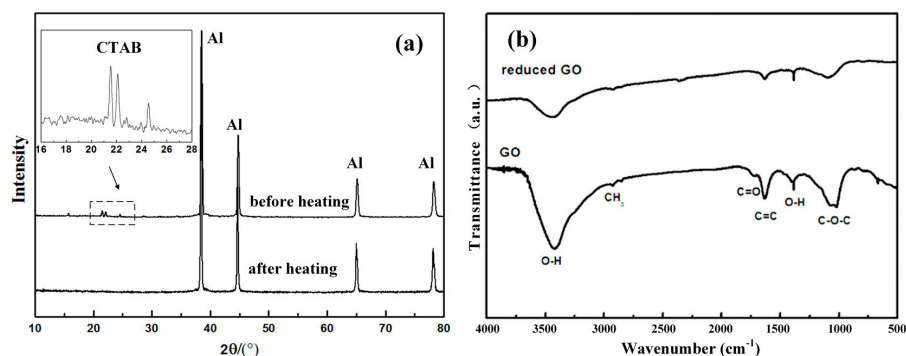 CTAB
16 18 20 22 24 26 28
Al
(a)
Al
Al
Al
before heating
after heating
Intensity
10 20 30 40 50 60 70 80
2θ/(°)
(b)
reduced GO
GO
CH3
C=O
C=C
O-H
C-O-C
O-H
Transmittance (a.u.)
4000 3500 3000 2500 2000 1500 1000 500
Wavenumber (cm-1)